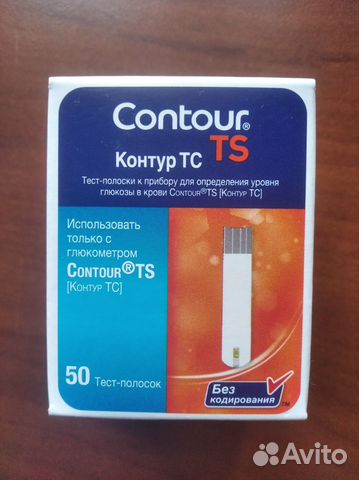 Contour®
TS
Контур ТС
Тест-полоски к прибору для определения уровня
глюкозы в крови CONTOUR®TS [КОНТУР ТС]
Использовать
только с
глюкометром
CONTOUR®TS
[КОНТУР ТС]
50 Тест-полосок
Без
кодирования
™
Avito